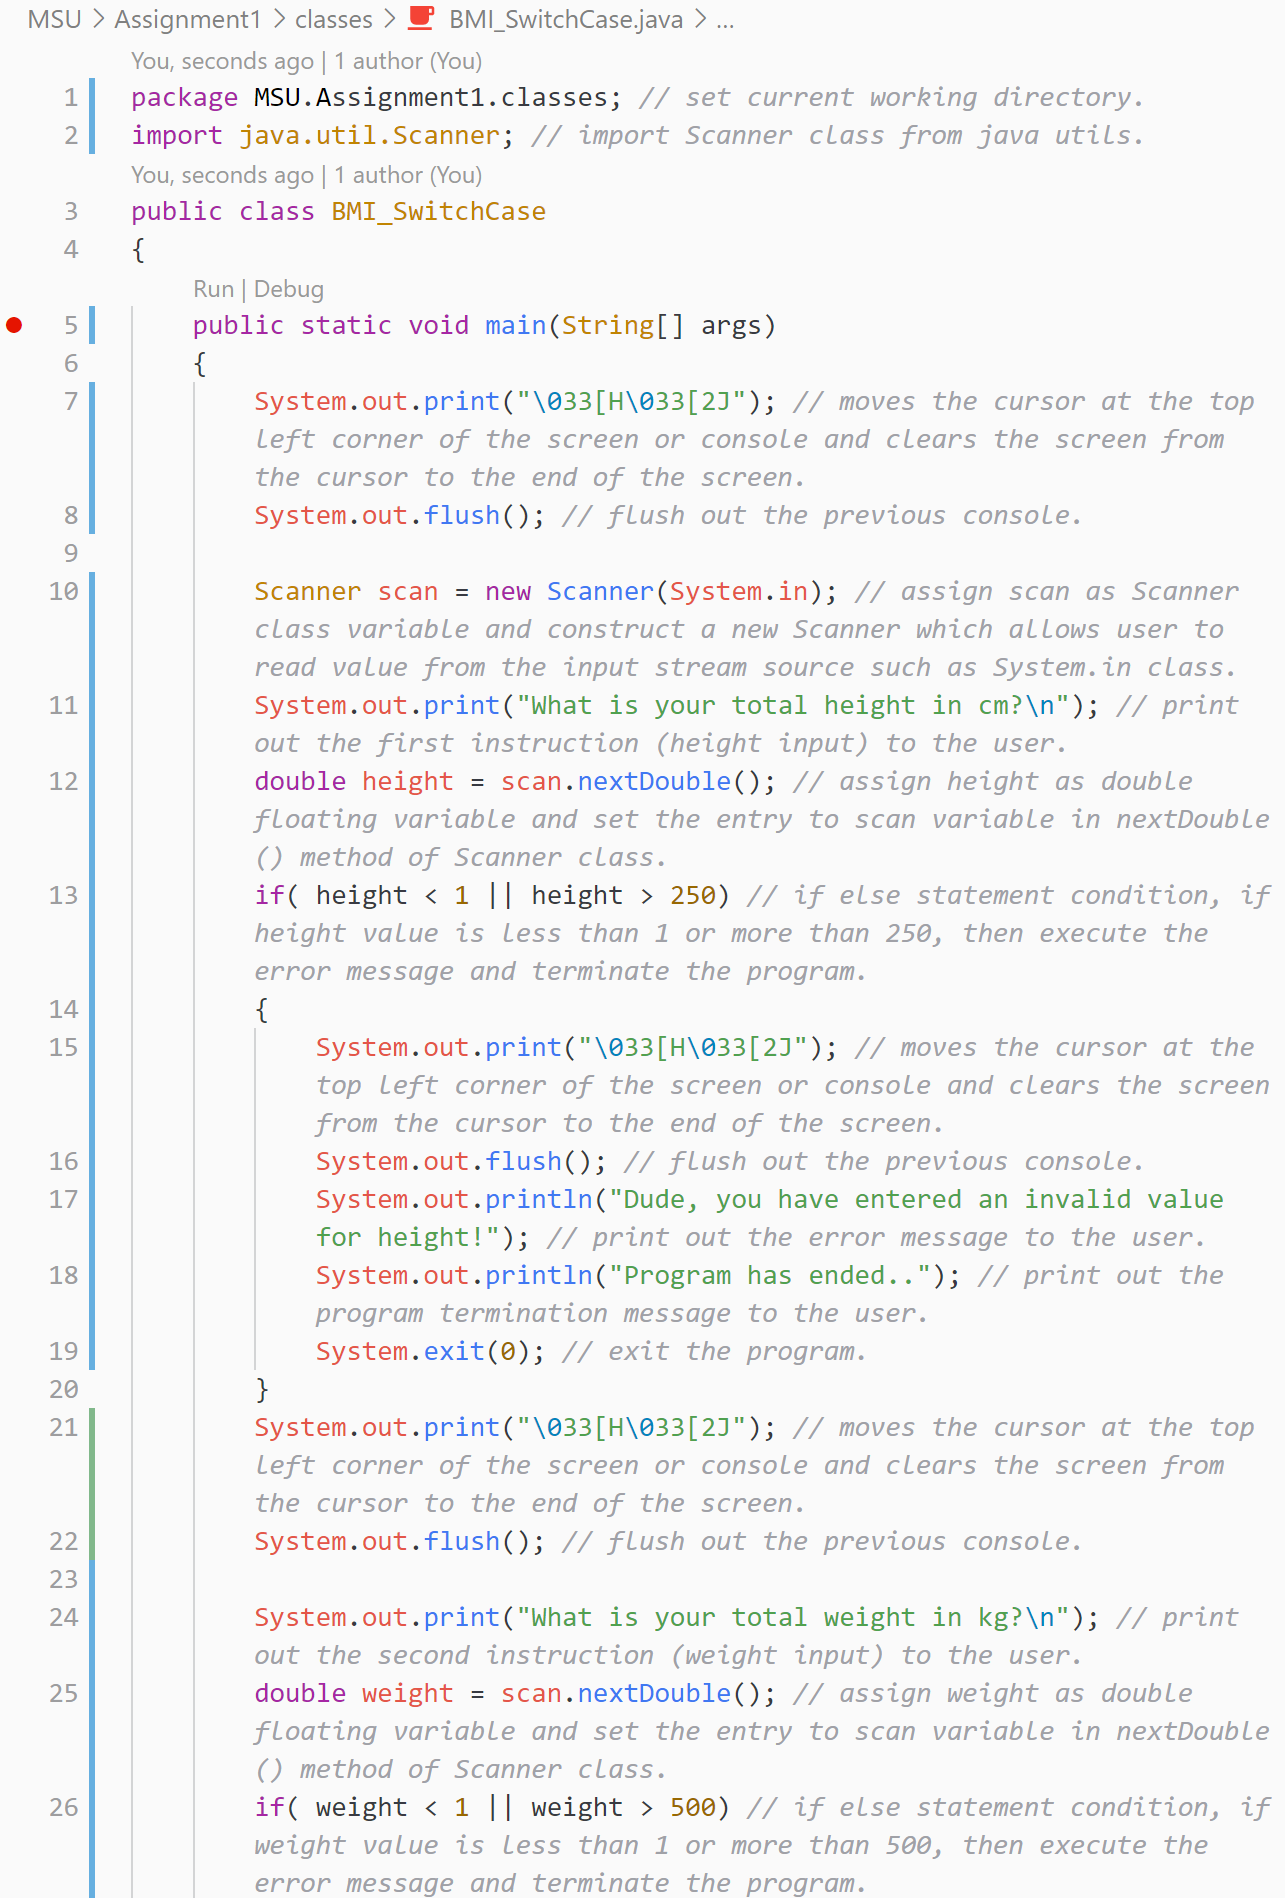 MSU > Assignment1 > classes > BMI_SwitchCase.java > ...
You, seconds ago | 1 author (You)
1 package MSU.Assignment1.classes; // set current working directory.
2 import java.util.Scanner; // import Scanner class from java utils.
You, seconds ago | 1 author (You)
3 public class BMI_SwitchCase
4 {
Run | Debug
5 public static void main(String[] args)
6 {
7 System.out.print("\033[H\033[2J"); // moves the cursor at the top
left corner of the screen or console and clears the screen from
the cursor to the end of the screen.
8 System.out.flush(); // flush out the previous console.
9
10 Scanner scan = new Scanner(System.in); // assign scan as Scanner
class variable and construct a new Scanner which allows user to
read value from the input stream source such as System.in class.
11 System.out.print("What is your total height in cm?\n"); // print
out the first instruction (height input) to the user.
12 double height = scan.nextDouble(); // assign height as double
floating variable and set the entry to scan variable in nextDouble
() method of Scanner class.
13 if( height < 1 || height > 250) // if else statement condition, if
height value is less than 1 or more than 250, then execute the
error message and terminate the program.
14 {
15 System.out.print("\033[H\033[2J"); // moves the cursor at the
top left corner of the screen or console and clears the screen
from the cursor to the end of the screen.
16 System.out.flush(); // flush out the previous console.
17 System.out.println("Dude, you have entered an invalid value
for height!"); // print out the error message to the user.
18 System.out.println("Program has ended.."); // print out the
program termination message to the user.
19 System.exit(0); // exit the program.
20 }
21 System.out.print("\033[H\033[2J"); // moves the cursor at the top
left corner of the screen or console and clears the screen from
the cursor to the end of the screen.
22 System.out.flush(); // flush out the previous console.
23
24 System.out.print("What is your total weight in kg?\n"); // print
out the second instruction (weight input) to the user.
25 double weight = scan.nextDouble(); // assign weight as double
floating variable and set the entry to scan variable in nextDouble
() method of Scanner class.
26 if( weight < 1 || weight > 500) // if else statement condition, if
weight value is less than 1 or more than 500, then execute the
error message and terminate the program.